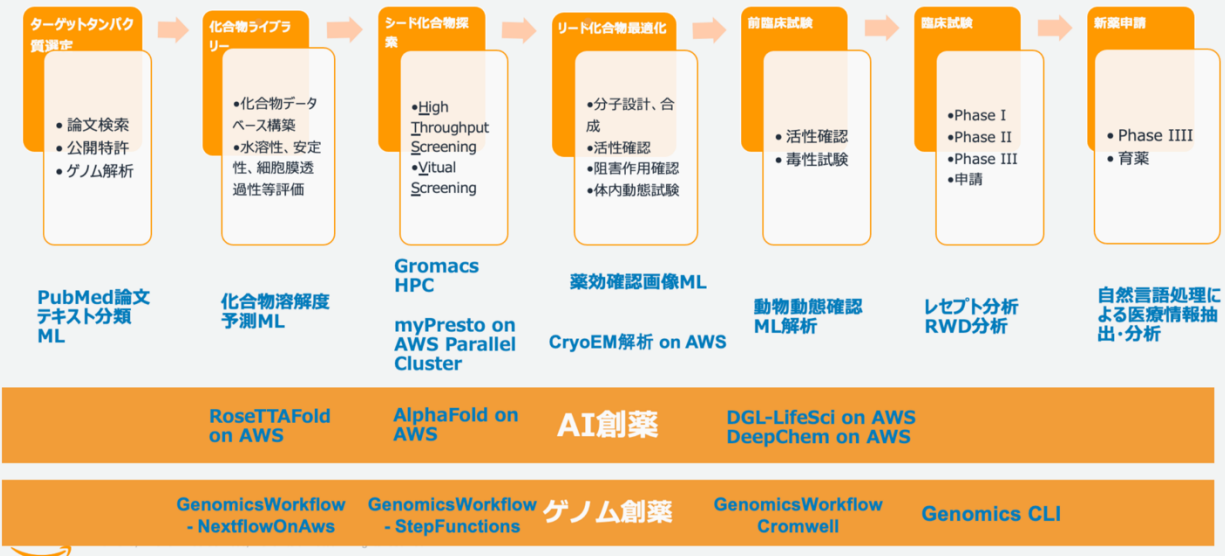 ターゲットタンパク
質選定
• 論文検索
• 公開特許
• ゲノム解析
PubMed論文
テキスト分類
ML
化合物ライブラ
リー
•化合物データ
ベース構築
•水溶性、安定
性、細胞膜透
過性等評価
化合物溶解度
予測ML
シード化合物探
索
•High
Throughput
Screening
•Vitual
Screening
Gromacs
HPC
myPresto on
AWS Parallel
Cluster
リード化合物最適化
•分子設計、合
成
•活性確認
•阻害作用確認
•体内動態試験
薬効確認画像ML
CryoEM解析 on AWS
前臨床試験
• 活性確認
• 毒性試験
動物動態確認
ML解析
臨床試験
•Phase I
•Phase II
•Phase III
•申請
レセプト分析
RWD分析
新薬申請
• Phase IIII
• 育薬
自然言語処理に
よる医療情報抽
出・分析
RoseTTAFold
on AWS
AlphaFold on
AWS
AI創薬
DGL-LifeSci on AWS
DeepChem on AWS
GenomicsWorkflow
- NextflowOnAws
GenomicsWorkflow
- StepFunctions
ゲノム創薬
GenomicsWorkflow
Cromwell
Genomics CLI